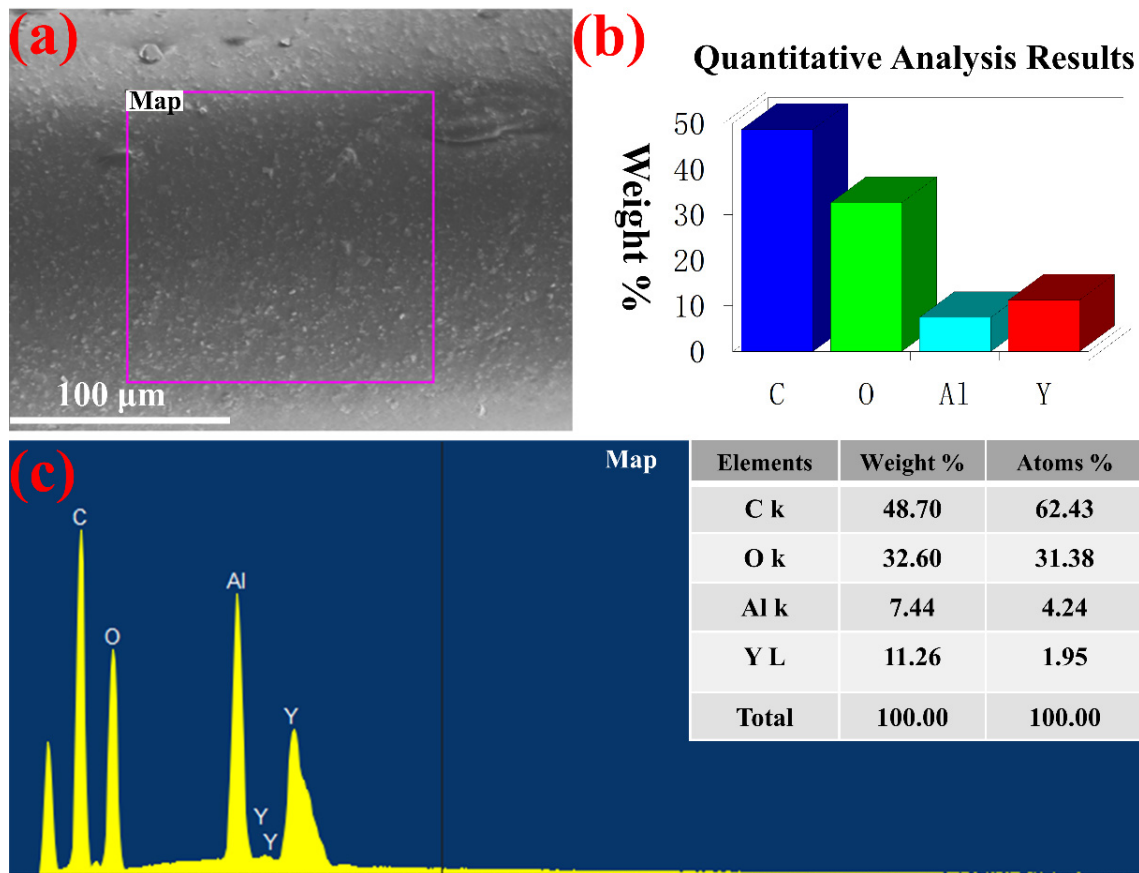 (a)
Map
100 μm
(b)
Quantitative Analysis Results
Weight %
50
40
30
20
10
0
C O Al Y
(c)
Map
C
O
Al
Y
Y
Y
Elements Weight % Atoms %
C k 48.70 62.43
O k 32.60 31.38
Al k 7.44 4.24
Y L 11.26 1.95
Total 100.00 100.00